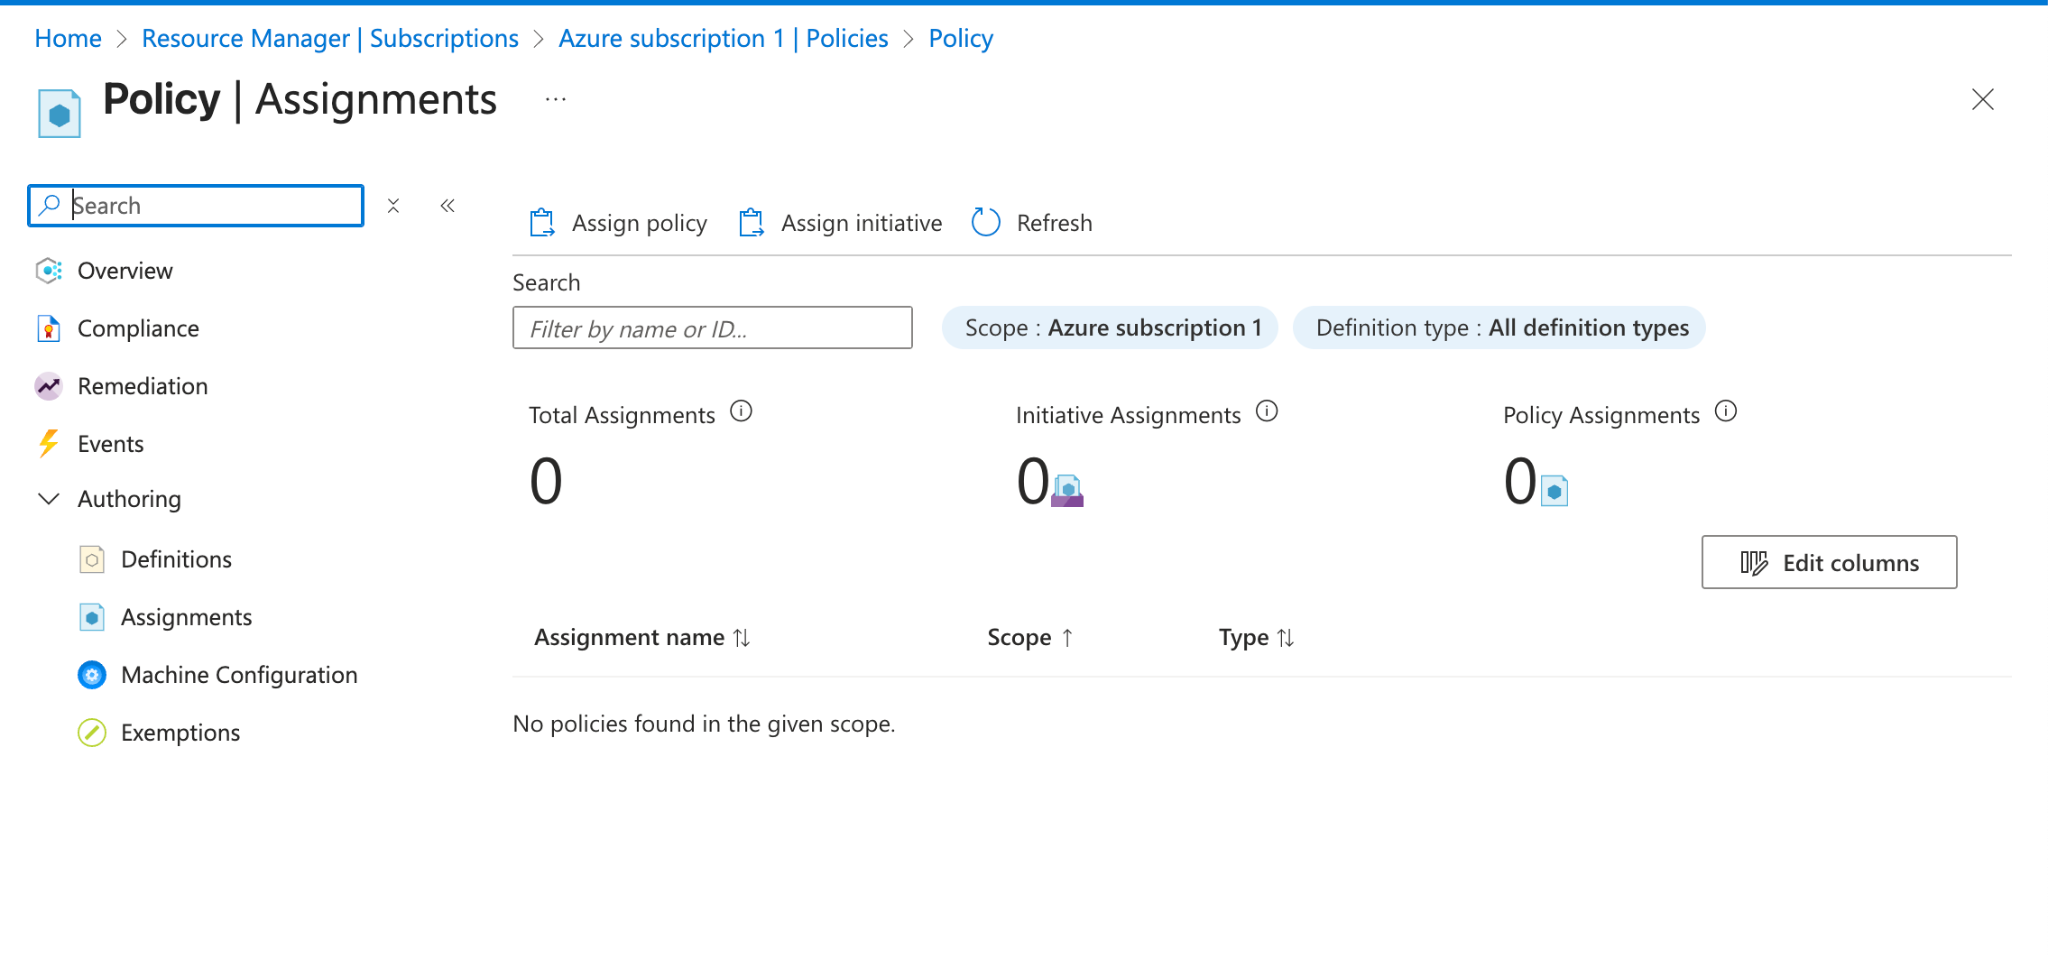 Home > Resource Manager | Subscriptions > Azure subscription 1 | Policies > Policy
Policy | Assignments ...
Search
Overview
Compliance
Remediation
Events
Authoring
Definitions
Assignments
Machine Configuration
Exemptions
Assign policy Assign initiative Refresh
Search
Filter by name or ID...
Scope : Azure subscription 1
Definition type : All definition types
Total Assignments
0
Initiative Assignments
0
Policy Assignments
0
Edit columns
Assignment name ↑↓ Scope ↑ Type ↑↓
No policies found in the given scope.